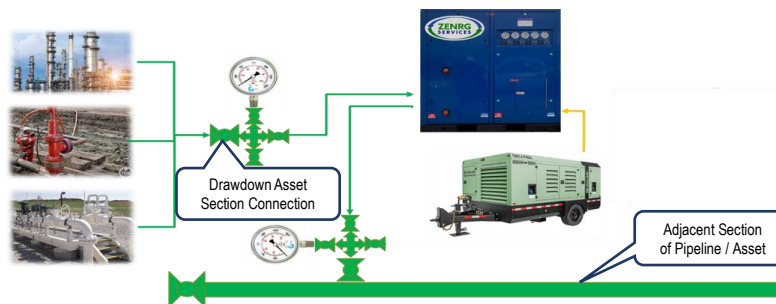 ZENRG
SERVICES
Drawdown Asset
Section Connection
Adjacent Section
of Pipeline / Asset